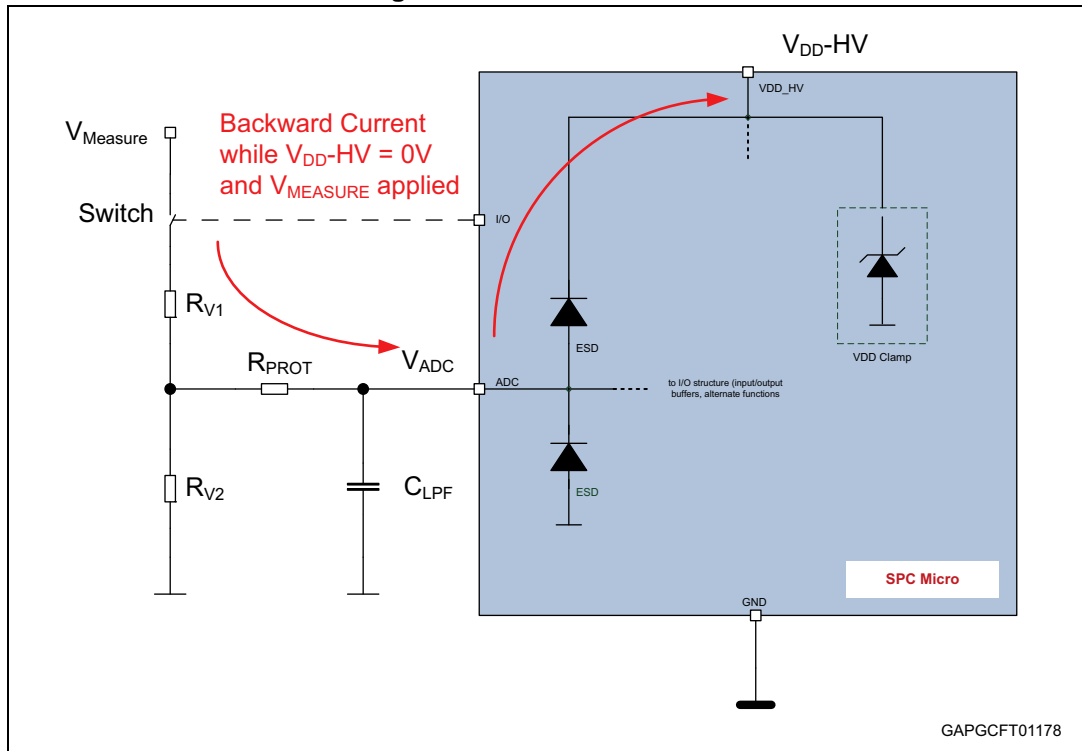 V_DD-HV
VDD_HV
V_Measure
Backward Current
while V_DD-HV = 0V
and V_MEASURE applied
Switch
I/O
R_V1
ESD
VDD Clamp
R_PROT
V_ADC
ADC
to I/O structure (input/output
buffers, alternate functions
R_V2
C_LPF
ESD
SPC Micro
GND
GAPGCFT01178